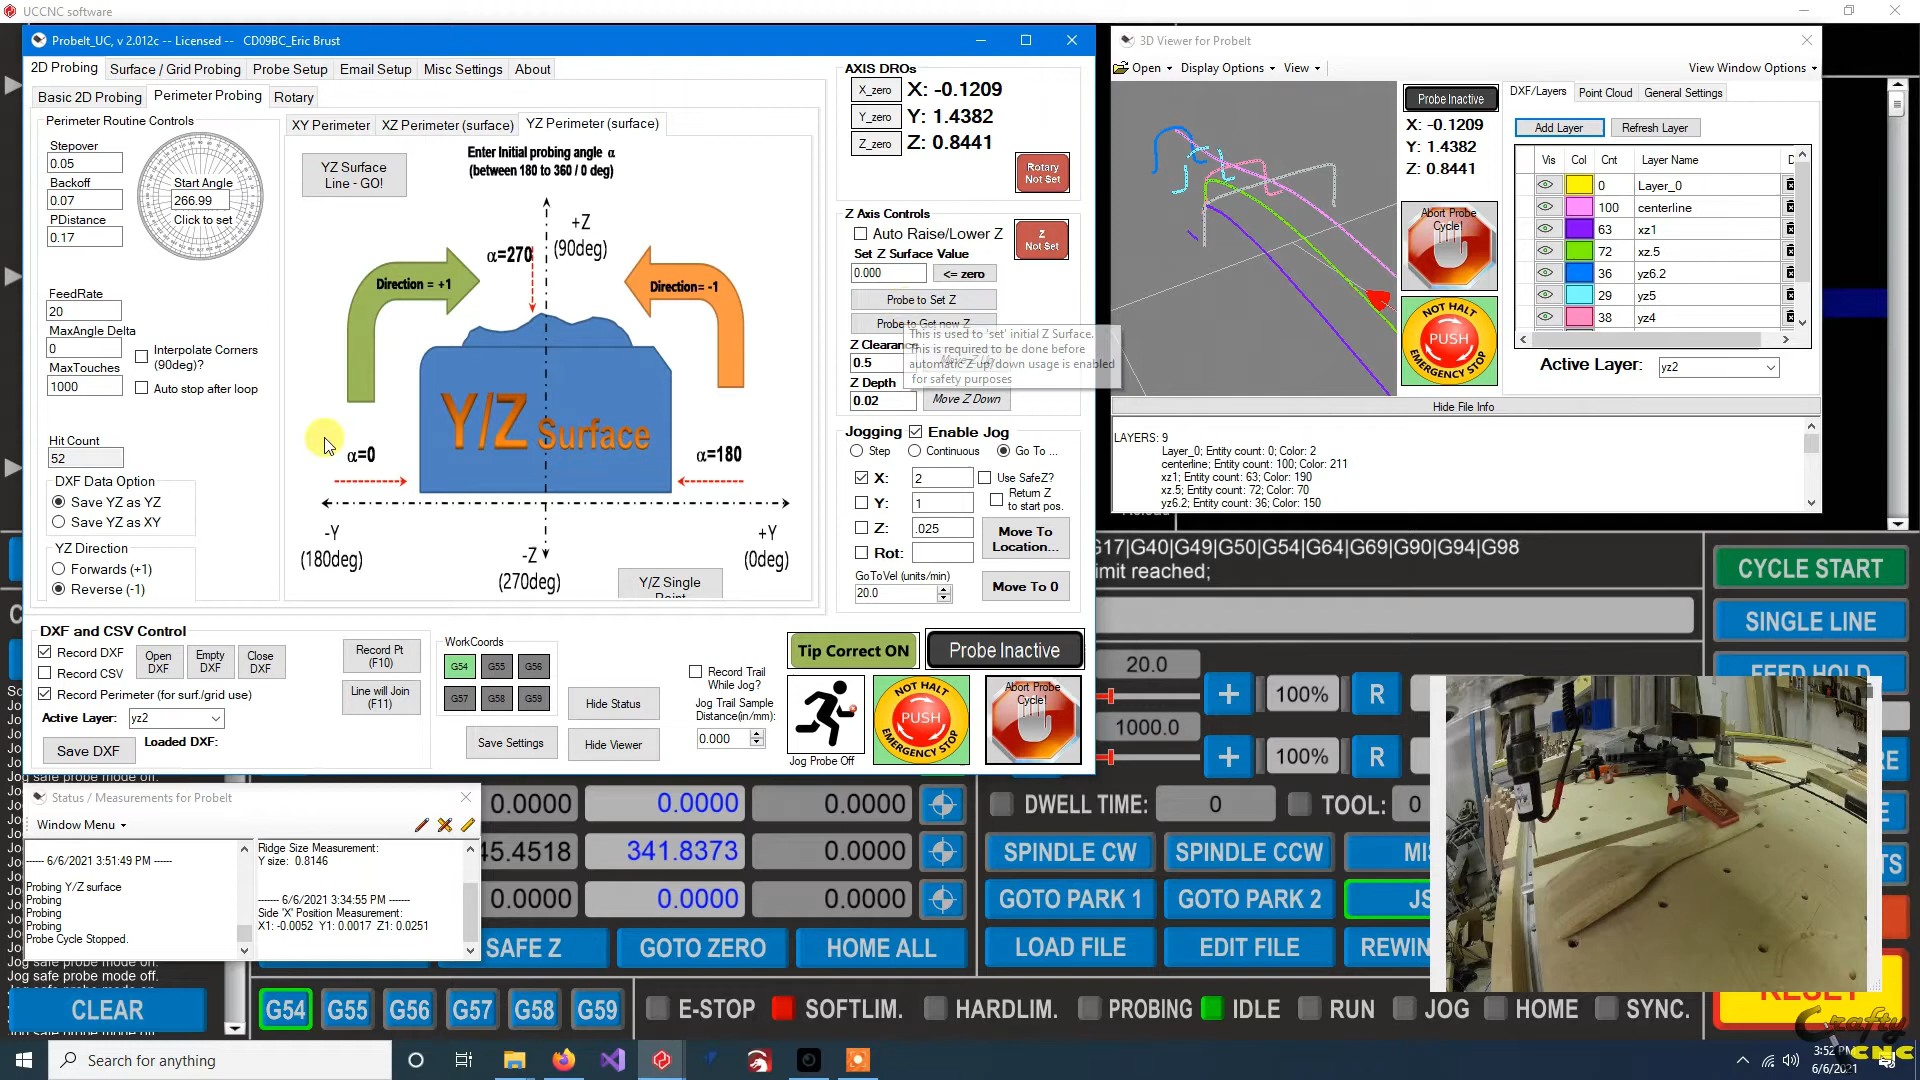 UCCNC software
ProbeIt_UC, v 2.012c -- Licensed -- CD09BC_Eric Brust
2D Probing
Surface / Grid Probing
Probe Setup
Email Setup
Misc Settings
About
Basic 2D Probing
Perimeter Probing
Rotary
Perimeter Routine Controls
Stepover
0.05
Backoff
0.07
PDistance
0.17
Start Angle
266.99
Click to set
FeedRate
20
MaxAngle Delta
0
MaxTouches
1000
Interpolate Corners
(90deg)?
Auto stop after loop
Hit Count
52
DXF Data Option
Save YZ as YZ
Save YZ as XY
YZ Direction
Forwards (+1)
Reverse (-1)
XY Perimeter
XZ Perimeter (surface)
YZ Perimeter (surface)
YZ Surface
Line - GO!
Enter Initial probing angle α
(between 180 to 360 / 0 deg)
+Z
(90deg)
α=270
Direction = +1
Direction= -1
Y/Z Surface
α=0
α=180
-Y
(180deg)
-Z
(270deg)
+Y
(0deg)
Y/Z Single
Point
AXIS DROs
X_zero
X: -0.1209
Y_zero
Y: 1.4382
Z_zero
Z: 0.8441
Rotary
Not Set
Z Axis Controls
Auto Raise/Lower Z
Z
Not Set
Set Z Surface Value
0.000
<= zero
Probe to Set Z
Probe to Get new Z
This is used to 'set' initial Z Surface.
This is required to be done before
automatic Z up/down usage is enabled
for safety purposes
Z Clearance
0.5
Z Depth
0.02
Move Z Down
Jogging
Enable Jog
Step
Continuous
Go To ...
X:
2
Use SafeZ?
Y:
1
Return Z
to start pos.
Z:
.025
Rot:
Move To
Location...
GoToVel (units/min)
20.0
Move To 0
DXF and CSV Control
Record DXF
Record CSV
Record Perimeter (for surf./grid use)
Open
DXF
Empty
DXF
Close
DXF
Record Pt
(F10)
Line will Join
(F11)
Active Layer:
yz2
Save DXF
Loaded DXF:
WorkCoords
G54
G55
G56
G57
G58
G59
Save Settings
Hide Status
Hide Viewer
Record Trail
While Jog?
Jog Trail Sample
Distance(in/mm):
0.000
Tip Correct ON
Probe Inactive
Jog Probe Off
NOT HALT
PUSH
EMERGENCY STOP
Abort Probe
Cycle!
3D Viewer for ProbeIt
Open
Display Options
View
View Window Options
Probe Inactive
X: -0.1209
Y: 1.4382
Z: 0.8441
Abort Probe
Cycle!
NOT HALT
PUSH
EMERGENCY STOP
DXF/Layers
Point Cloud
General Settings
Add Layer
Refresh Layer
Vis
Col
Cnt
Layer Name
0
Layer_0
100
centerline
63
xz1
72
xz.5
36
yz6.2
29
yz5
38
yz4
Active Layer:
yz2
Hide File Info
LAYERS: 9
Layer_0; Entity count: 0; Color: 2
centerline; Entity count: 100; Color: 211
xz1; Entity count: 63; Color: 190
xz.5; Entity count: 72; Color: 70
yz6.2; Entity count: 36; Color: 150
G17|G40|G49|G50|G54|G64|G69|G90|G94|G98
imit reached;
CYCLE START
SINGLE LINE
FEED HOLD
20.0
100%
R
1000.0
100%
R
Status / Measurements for ProbeIt
Window Menu
------ 6/6/2021 3:51:49 PM ------
Probing Y/Z surface
Probing
Probing
Probing
Probe Cycle Stopped.
Ridge Size Measurement:
Y size: 0.8146
------- 6/6/2021 3:34:55 PM -------
Side 'X' Position Measurement:
X1: -0.0052 Y1: 0.0017 Z1: 0.0251
Jog safe probe mode off.
0.0000
0.0000
0.0000
45.4518
341.8373
0.0000
0.0000
0.0000
0.0000
DWELL TIME:
0
TOOL:
0
SPINDLE CW
SPINDLE CCW
MIS
GOTO PARK 1
GOTO PARK 2
JS
SAFE Z
GOTO ZERO
HOME ALL
LOAD FILE
EDIT FILE
REWIN
CLEAR
G54
G55
G56
G57
G58
G59
E-STOP
SOFTLIM.
HARDLIM.
PROBING
IDLE
RUN
JOG
HOME
SYNC.
RESET
Crafty
CNC
Search for anything
3:52 PM
6/6/2021